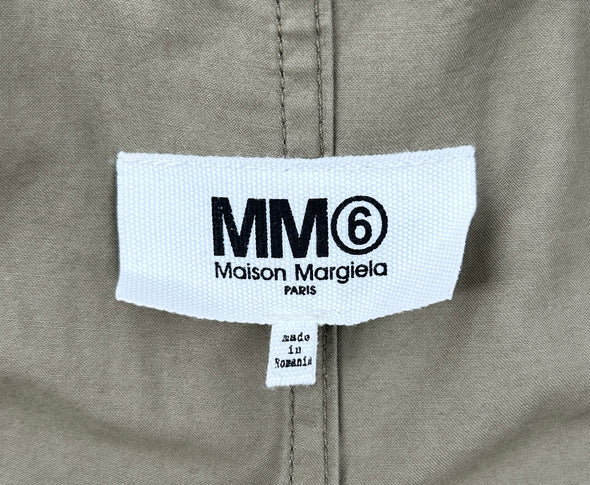 MM⑥
Maison Margiela
PARIS
made
in
Romania